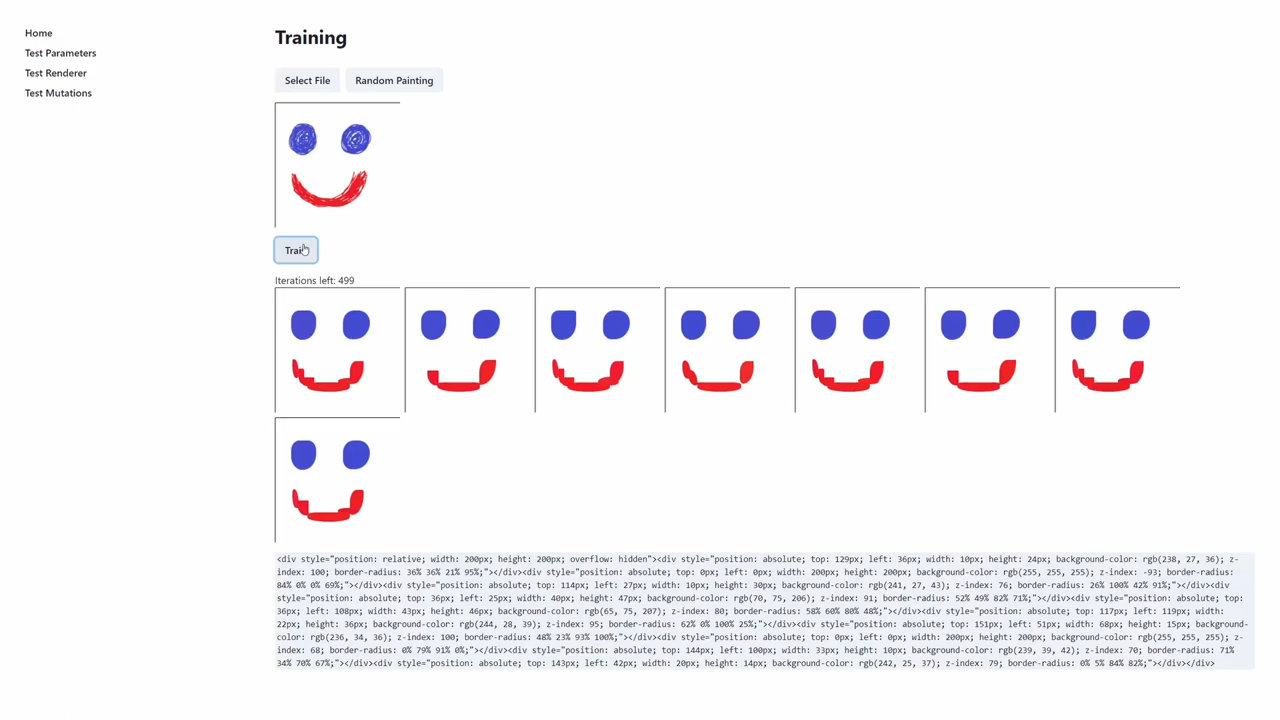 Home
Test Parameters
Test Renderer
Test Mutations
Training
Select File
Random Painting
Train
Iterations left: 499
<div style="position: relative; width: 200px; height: 200px; overflow: hidden"><div style="position: absolute; top: 129px; left: 36px; width: 10px; height: 24px; background-color: rgb(238, 27, 36); z-
index: 100; border-radius: 36% 36% 21% 95%;"></div><div style="position: absolute; top: 0px; left: 0px; width: 200px; height: 200px; background-color: rgb(255, 255, 255); z-index: -93; border-radius:
84% 0% 0% 69%;"></div><div style="position: absolute; top: 114px; left: 27px; width: 10px; height: 30px; background-color: rgb(241, 27, 43); z-index: 76; border-radius: 26% 100% 42% 91%;"></div><div
style="position: absolute; top: 36px; left: 25px; width: 40px; height: 47px; background-color: rgb(70, 75, 206); z-index: 91; border-radius: 52% 49% 82% 71%;"></div><div style="position: absolute; top:
36px; left: 108px; width: 43px; height: 46px; background-color: rgb(65, 75, 207); z-index: 80; border-radius: 58% 60% 80% 48%;"></div><div style="position: absolute; top: 117px; left: 119px; width:
22px; height: 36px; background-color: rgb(244, 28, 39); z-index: 95; border-radius: 62% 0% 100% 25%;"></div><div style="position: absolute; top: 151px; left: 51px; width: 68px; height: 15px; background-
color: rgb(236, 34, 36); z-index: 100; border-radius: 48% 23% 93% 100%;"></div><div style="position: absolute; top: 0px; left: 0px; width: 200px; height: 200px; background-color: rgb(255, 255, 255); z-
index: 68; border-radius: 0% 79% 91% 0%;"></div><div style="position: absolute; top: 144px; left: 100px; width: 33px; height: 10px; background-color: rgb(239, 39, 42); z-index: 70; border-radius: 71%
34% 70% 67%;"></div><div style="position: absolute; top: 143px; left: 42px; width: 20px; height: 14px; background-color: rgb(242, 25, 37); z-index: 79; border-radius: 0% 5% 84% 82%;"></div></div>